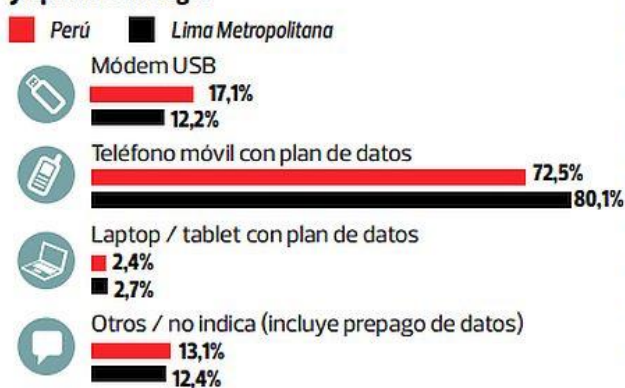 Perú Lima Metropolitana
Módem USB
17,1%
12,2%
Teléfono móvil con plan de datos
72,5%
80,1%
Laptop / tablet con plan de datos
2,4%
2,7%
Otros / no indica (incluye prepago de datos)
13,1%
12,4%